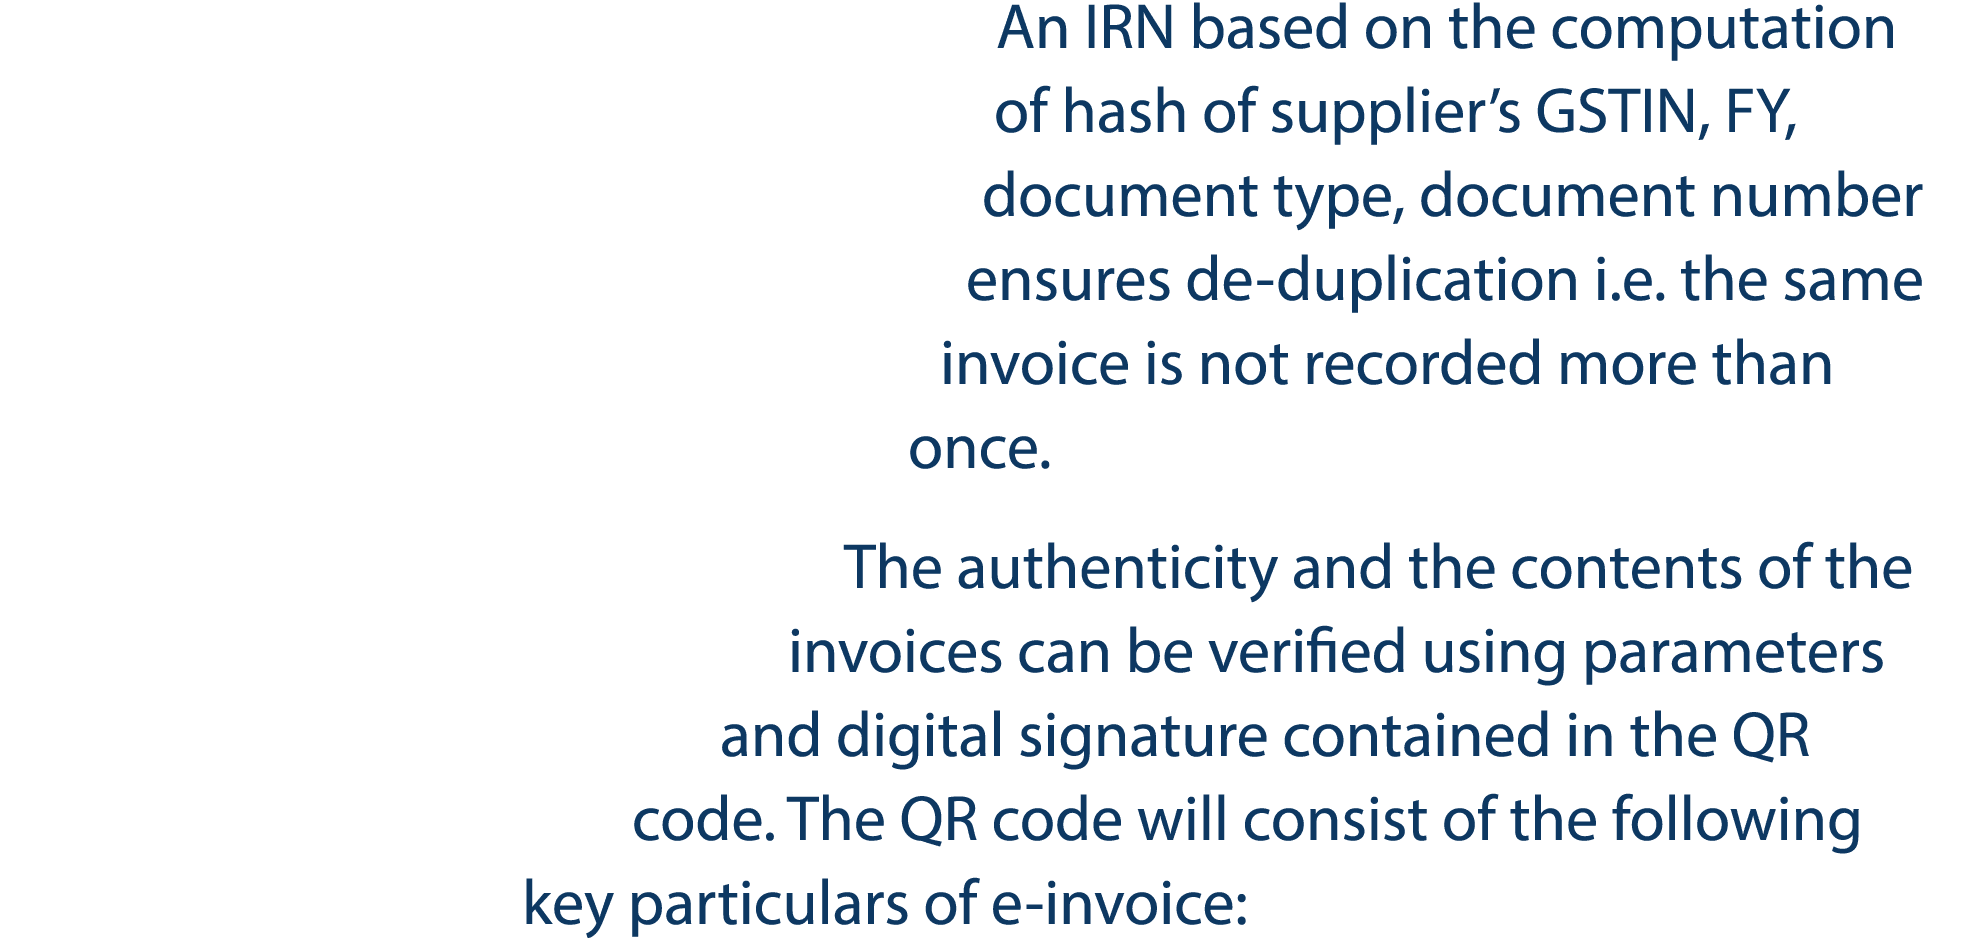 An IRN based on the computation
of hash of supplier’s GSTIN, FY,
document type, document number
ensures de-duplication i.e. the same
invoice is not recorded more than
once.
The authenticity and the contents of the
invoices can be verified using parameters
and digital signature contained in the QR
code. The QR code will consist of the following
key particulars of e-invoice: